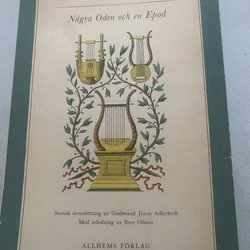 Några Oden och en Epod
Svensk översättning av Gudmund Jöran Adlerbeth
Med inledning av Bror Olsson
ALLHEMS FÖRLAG